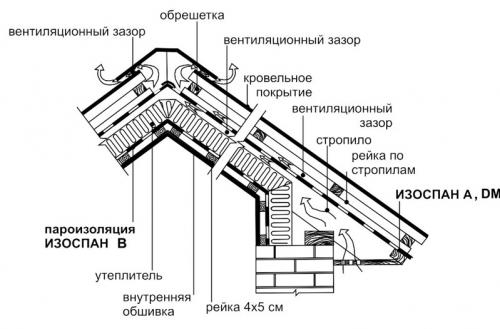 обрешетка
вентиляционный зазор
вентиляционный зазор
кровельное
покрытие
вентиляционный
зазор
стропило
рейка по
стропилам
ИЗОСПАН А, DM
пароизоляция
ИЗОСПАН В
утеплитель
внутренняя
обшивка
рейка 4х5 см